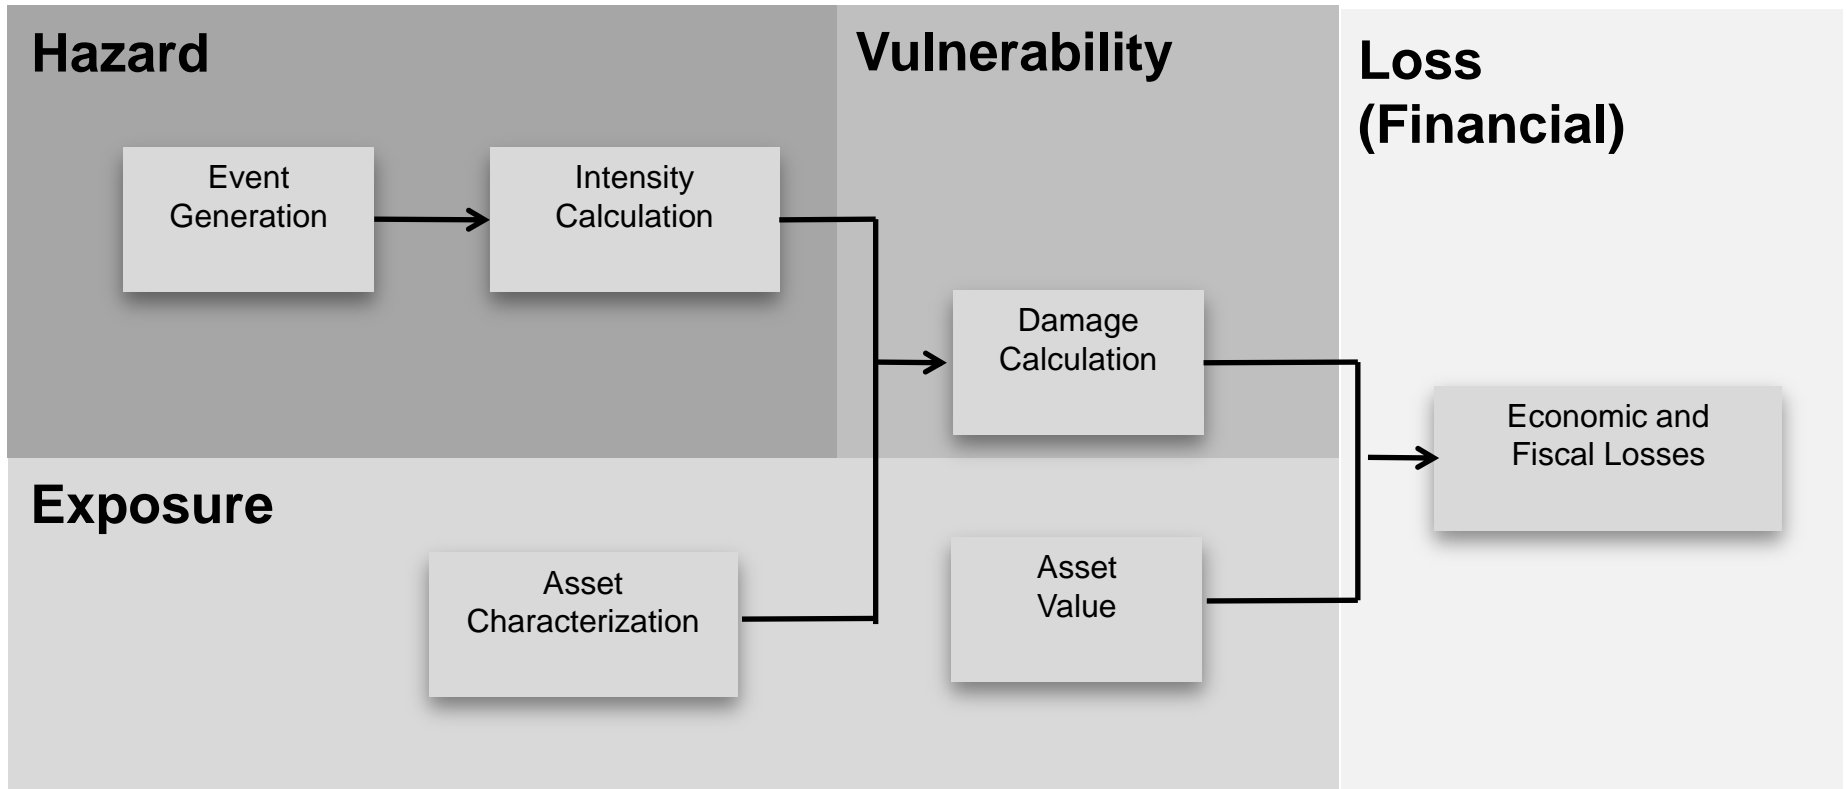 Hazard
Event
Generation
Intensity
Calculation
Vulnerability
Damage
Calculation
Loss
(Financial)
Economic and
Fiscal Losses
Exposure
Asset
Characterization
Asset
Value